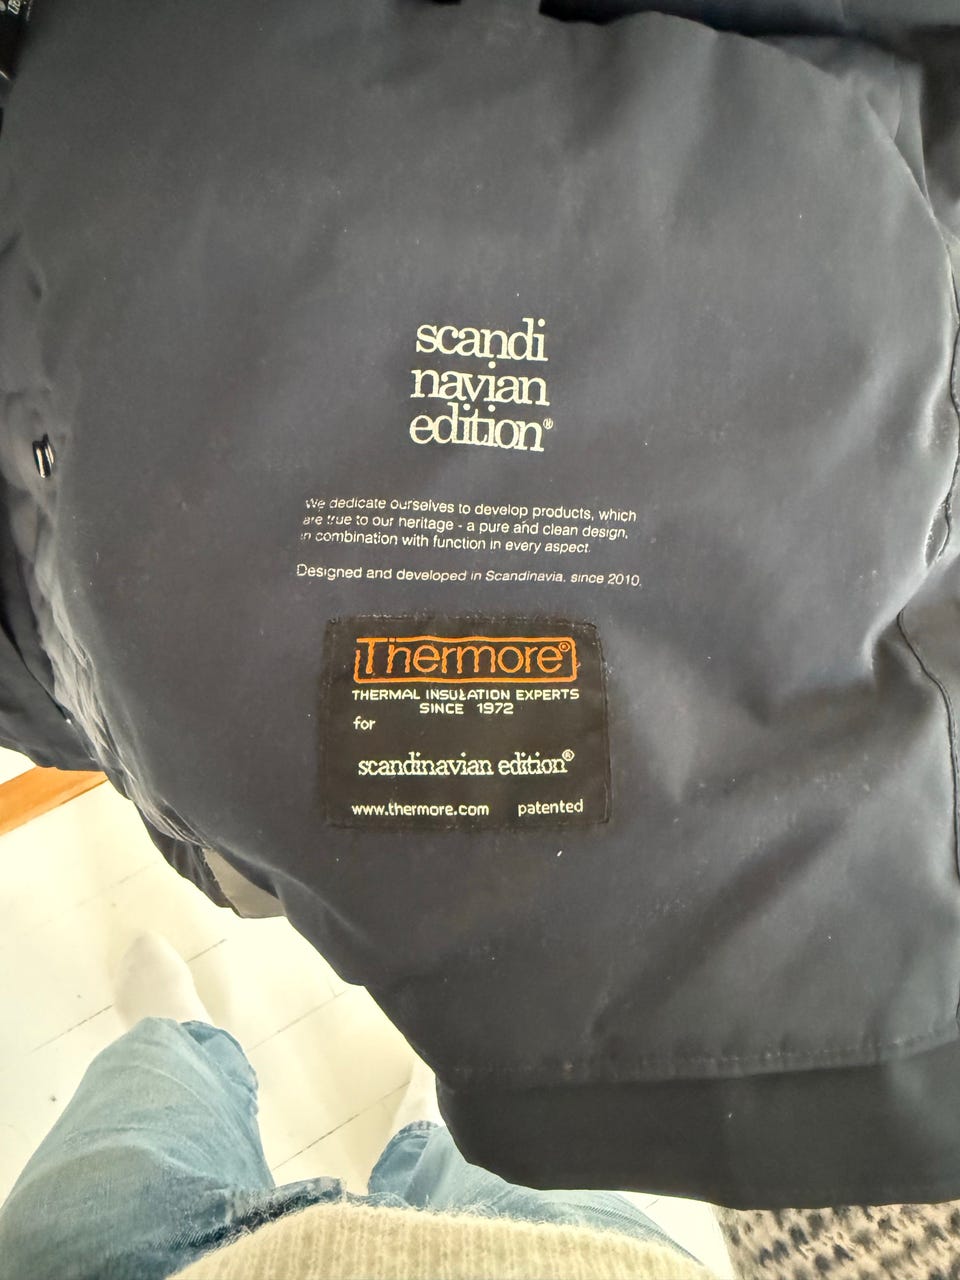 scandi
navian
edition®
We dedicate ourselves to develop products, which
are true to our heritage - a pure and clean design,
in combination with function in every aspect.
Designed and developed in Scandinavia, since 2010.
Thermore®
THERMAL INSULATION EXPERTS
SINCE 1972
for
scandinavian edition®
www.thermore.com patented